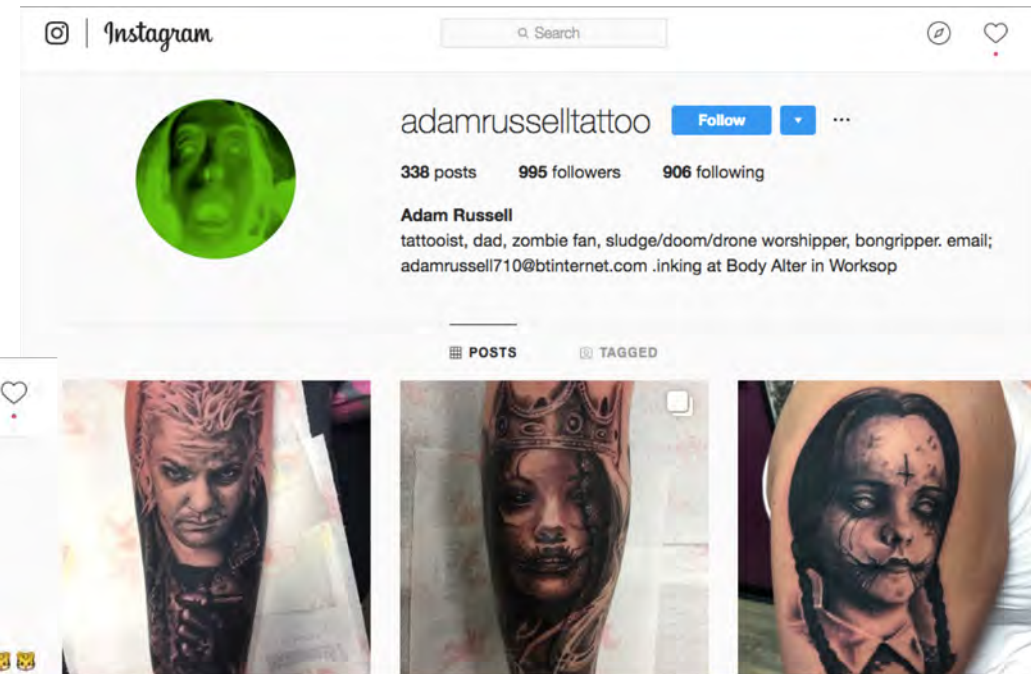 Instagram
Search
adamrusselltattoo Follow
338 posts 995 followers 906 following
Adam Russell
tattooist, dad, zombie fan, sludge/doom/drone worshipper, bongripper. email;
adamrussell710@btinternet.com .inking at Body Alter in Worksop
POSTS TAGGED